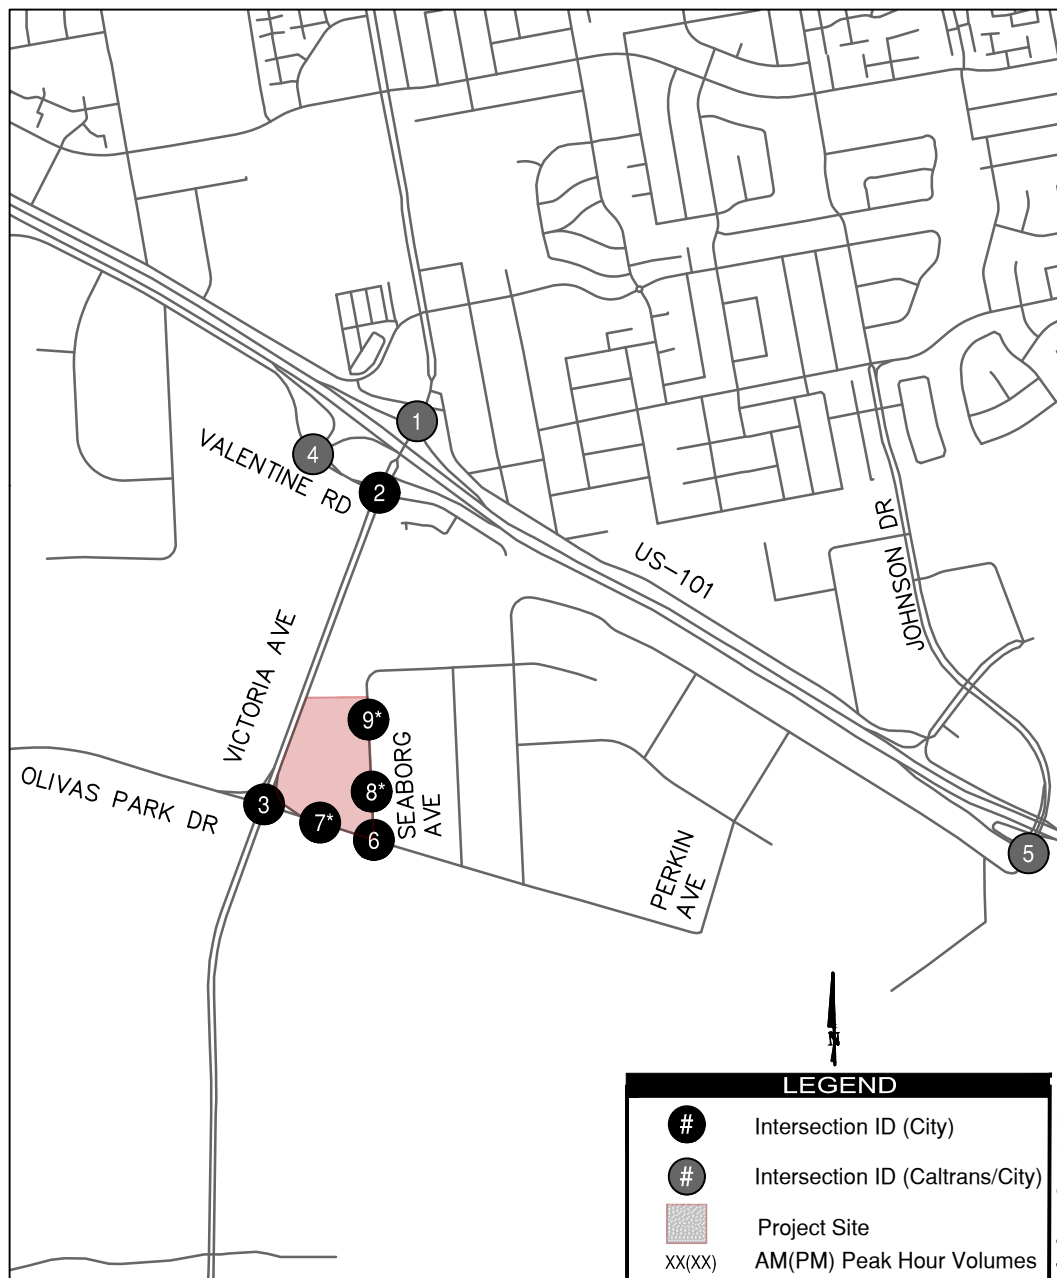 1
4
VALENTINE RD
2
US-101
JOHNSON DR
VICTORIA AVE
9*
SEABORG
AVE
8*
OLIVAS PARK DR
3
7*
6
PERKIN
AVE
5
N
LEGEND
# Intersection ID (City)
# Intersection ID (Caltrans/City)
Project Site
XX(XX) AM(PM) Peak Hour Volumes